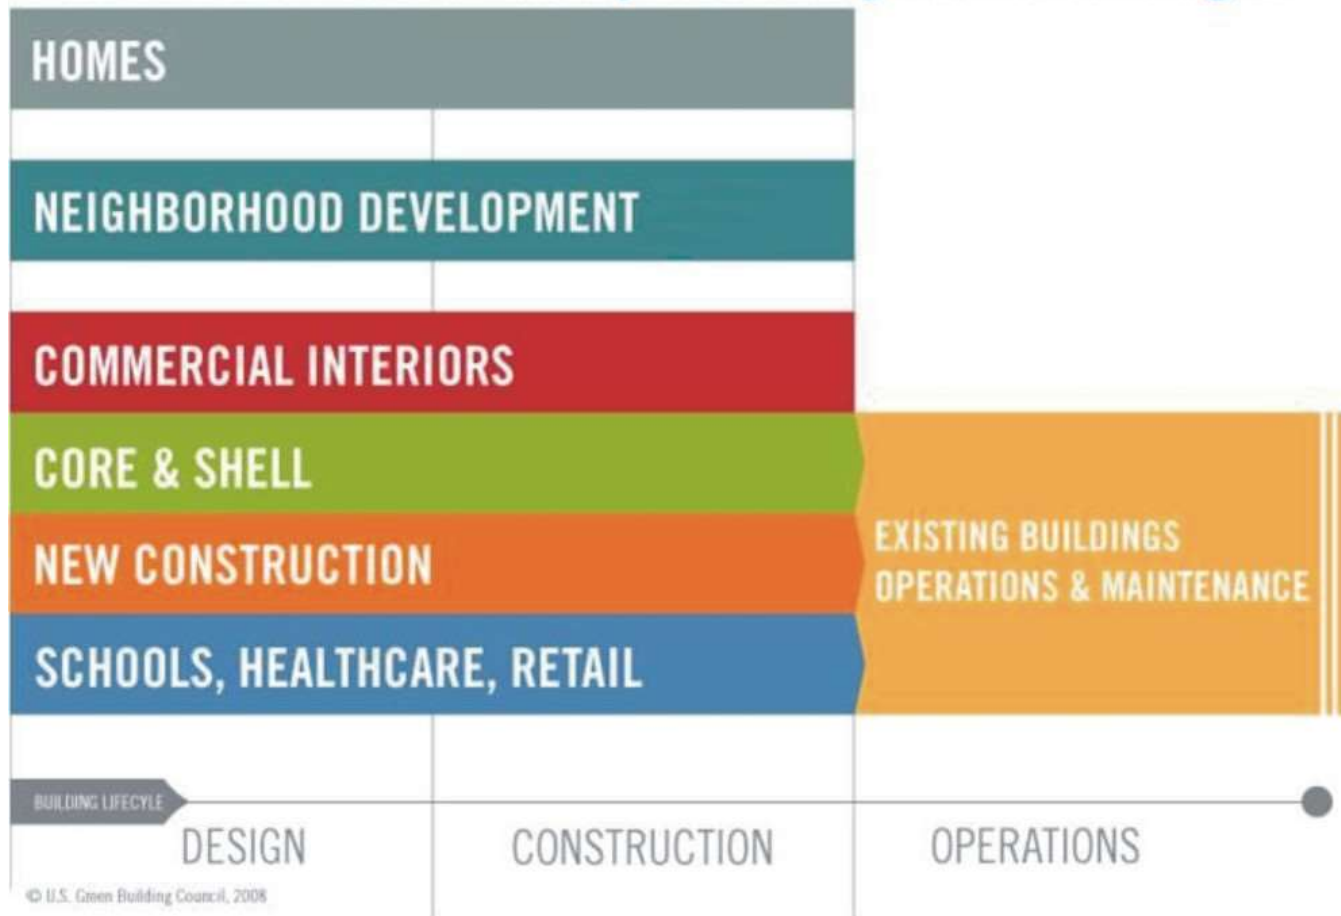 HOMES
NEIGHBORHOOD DEVELOPMENT
COMMERCIAL INTERIORS
CORE & SHELL
NEW CONSTRUCTION
SCHOOLS, HEALTHCARE, RETAIL
EXISTING BUILDINGS
OPERATIONS & MAINTENANCE
BUILDING LIFECYLE
DESIGN
CONSTRUCTION
OPERATIONS
© U.S. Green Building Council, 2008